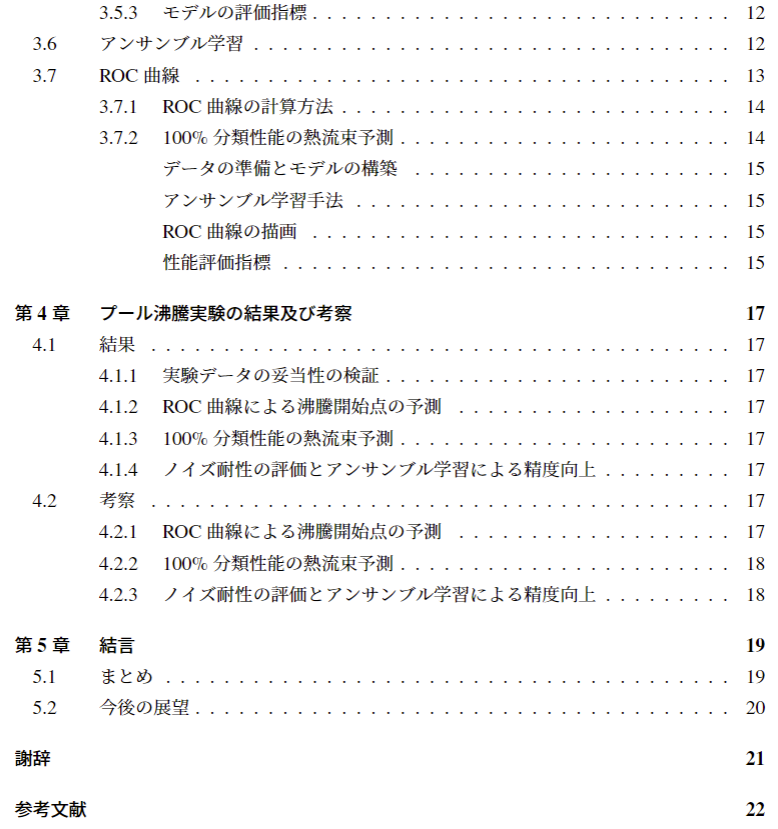 3.5.3 モデルの評価指標 . . . . . . . . . . . . . . . . . . . . . . . . . . . . . . . . . . 12
3.6 アンサンブル学習 . . . . . . . . . . . . . . . . . . . . . . . . . . . . . . . . . . . . . . . 12
3.7 ROC 曲線 . . . . . . . . . . . . . . . . . . . . . . . . . . . . . . . . . . . . . . . . . . . . 13
3.7.1 ROC 曲線の計算方法 . . . . . . . . . . . . . . . . . . . . . . . . . . . . . . . . 14
3.7.2 100% 分類性能の熱流束予測 . . . . . . . . . . . . . . . . . . . . . . . . . . . 14
データの準備とモデルの構築 . . . . . . . . . . . . . . . . . . . . . . . . . . 15
アンサンブル学習手法 . . . . . . . . . . . . . . . . . . . . . . . . . . . . . . . 15
ROC 曲線の描画 . . . . . . . . . . . . . . . . . . . . . . . . . . . . . . . . . . 15
性能評価指標 . . . . . . . . . . . . . . . . . . . . . . . . . . . . . . . . . . . . . 15
第 4 章 プール沸騰実験の結果及び考察 17
4.1 結果 . . . . . . . . . . . . . . . . . . . . . . . . . . . . . . . . . . . . . . . . . . . . . . . . 17
4.1.1 実験データの妥当性の検証 . . . . . . . . . . . . . . . . . . . . . . . . . . . . 17
4.1.2 ROC 曲線による沸騰開始点の予測 . . . . . . . . . . . . . . . . . . . . . . . 17
4.1.3 100% 分類性能の熱流束予測 . . . . . . . . . . . . . . . . . . . . . . . . . . . 17
4.1.4 ノイズ耐性の評価とアンサンブル学習による精度向上 . . . . . . . . . . 17
4.2 考察 . . . . . . . . . . . . . . . . . . . . . . . . . . . . . . . . . . . . . . . . . . . . . . . . 17
4.2.1 ROC 曲線による沸騰開始点の予測 . . . . . . . . . . . . . . . . . . . . . . . 17
4.2.2 100% 分類性能の熱流束予測 . . . . . . . . . . . . . . . . . . . . . . . . . . . 18
4.2.3 ノイズ耐性の評価とアンサンブル学習による精度向上 . . . . . . . . . . 18
第 5 章 結言 19
5.1 まとめ . . . . . . . . . . . . . . . . . . . . . . . . . . . . . . . . . . . . . . . . . . . . . . 19
5.2 今後の展望 . . . . . . . . . . . . . . . . . . . . . . . . . . . . . . . . . . . . . . . . . . . 20
謝辞 21
参考文献 22